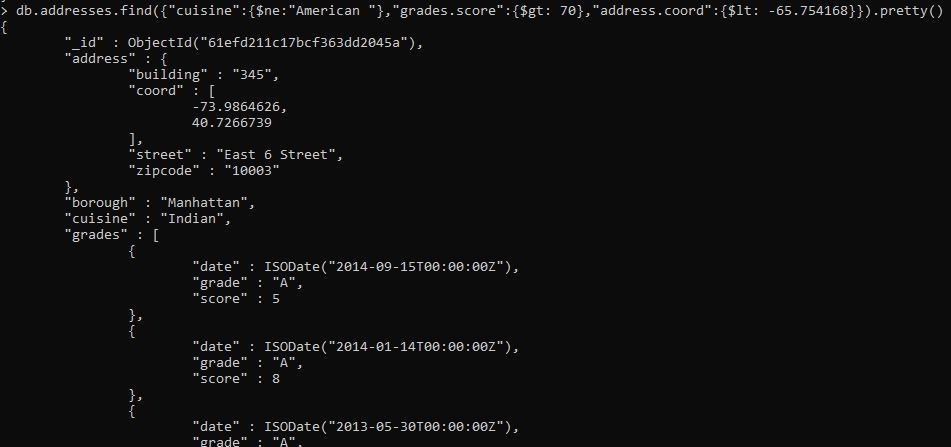 > db.addresses.find({"cuisine":{$ne:"American "},"grades.score":{$gt: 70},"address.coord":{$lt: -65.754168}}).pretty()
{
        "_id" : ObjectId("61efd211c17bcf363dd2045a"),
        "address" : {
                "building" : "345",
                "coord" : [
                        -73.9864626,
                        40.7266739
                ],
                "street" : "East 6 Street",
                "zipcode" : "10003"
        },
        "borough" : "Manhattan",
        "cuisine" : "Indian",
        "grades" : [
                {
                        "date" : ISODate("2014-09-15T00:00:00Z"),
                        "grade" : "A",
                        "score" : 5
                },
                {
                        "date" : ISODate("2014-01-14T00:00:00Z"),
                        "grade" : "A",
                        "score" : 8
                },
                {
                        "date" : ISODate("2013-05-30T00:00:00Z"),
                        "grade" : "A",